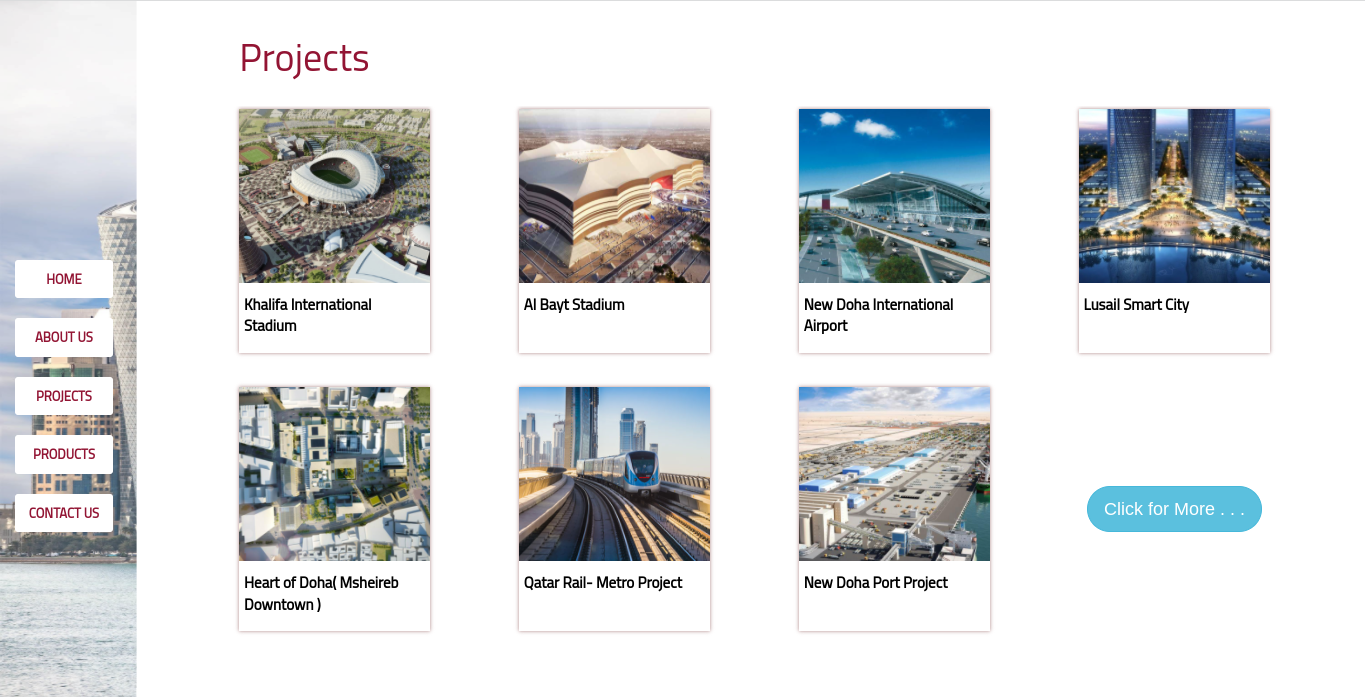 HOME
ABOUT US
PROJECTS
PRODUCTS
CONTACT US
Projects
Khalifa International
Stadium
Al Bayt Stadium
New Doha International
Airport
Lusail Smart City
Heart of Doha( Msheireb
Downtown )
Qatar Rail- Metro Project
New Doha Port Project
Click for More . . .